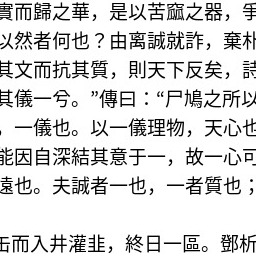 實而歸之華，是以苦窳之器，爭
以然者何也？由离誠就詐，棄朴
其文而抗其質，則天下反矣，詩
其儀一兮。”傳曰：“尸鳩之所以
，一儀也。以一儀理物，天心也
能因自深結其意于一，故一心可
遠也。夫誠者一也，一者質也；
缶而入井灌韭，終日一區。鄧析